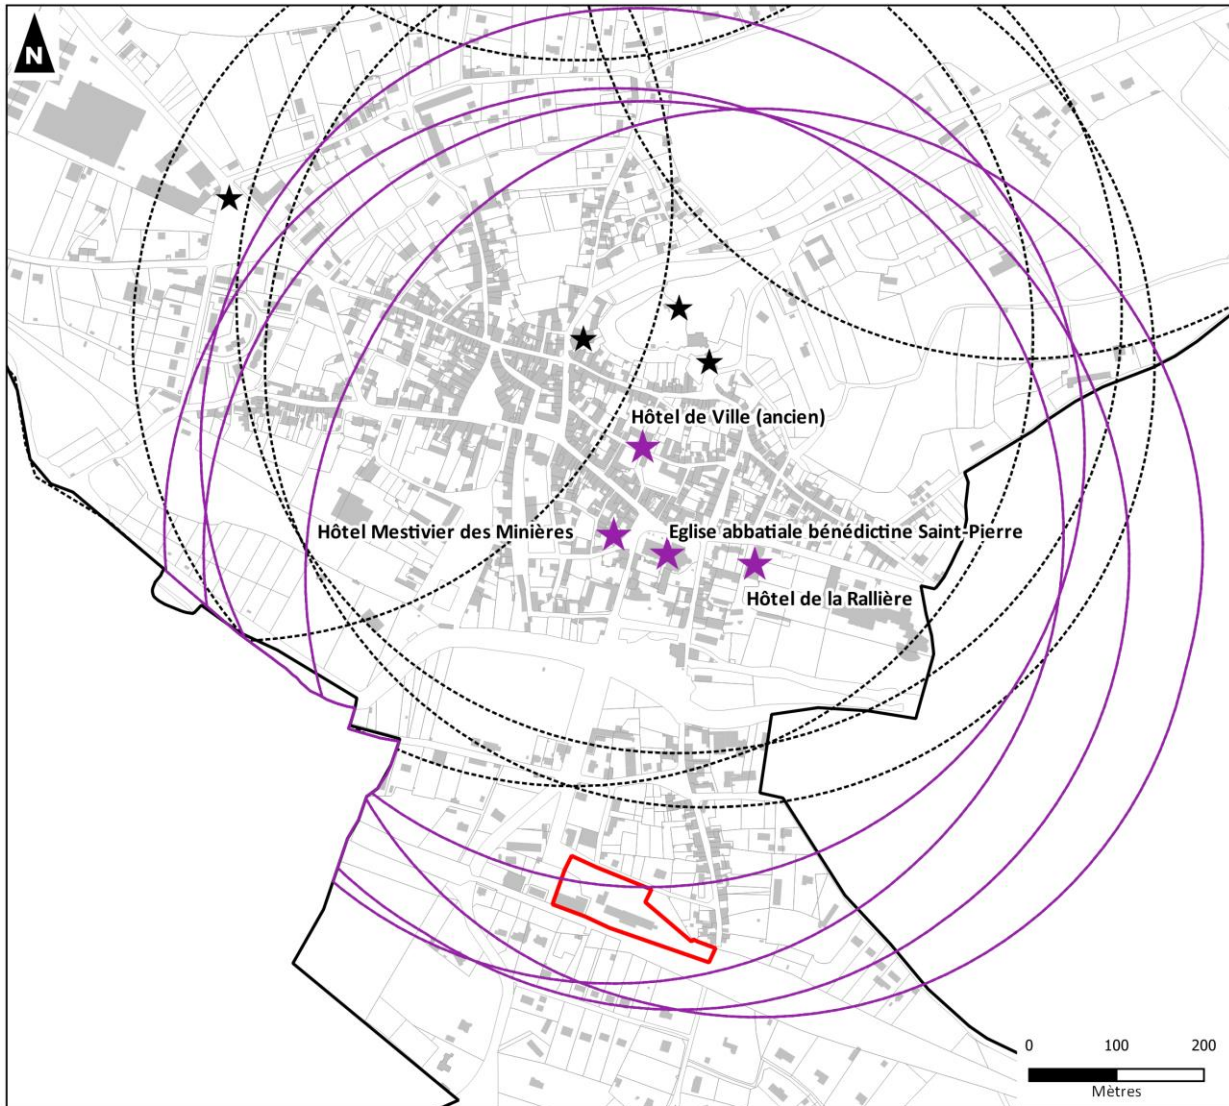 N
Hôtel de Ville (ancien)
Hôtel Mestivier des Minières
Eglise abbatiale bénédictine Saint-Pierre
Hôtel de la Rallière
0 100 200
Mètres